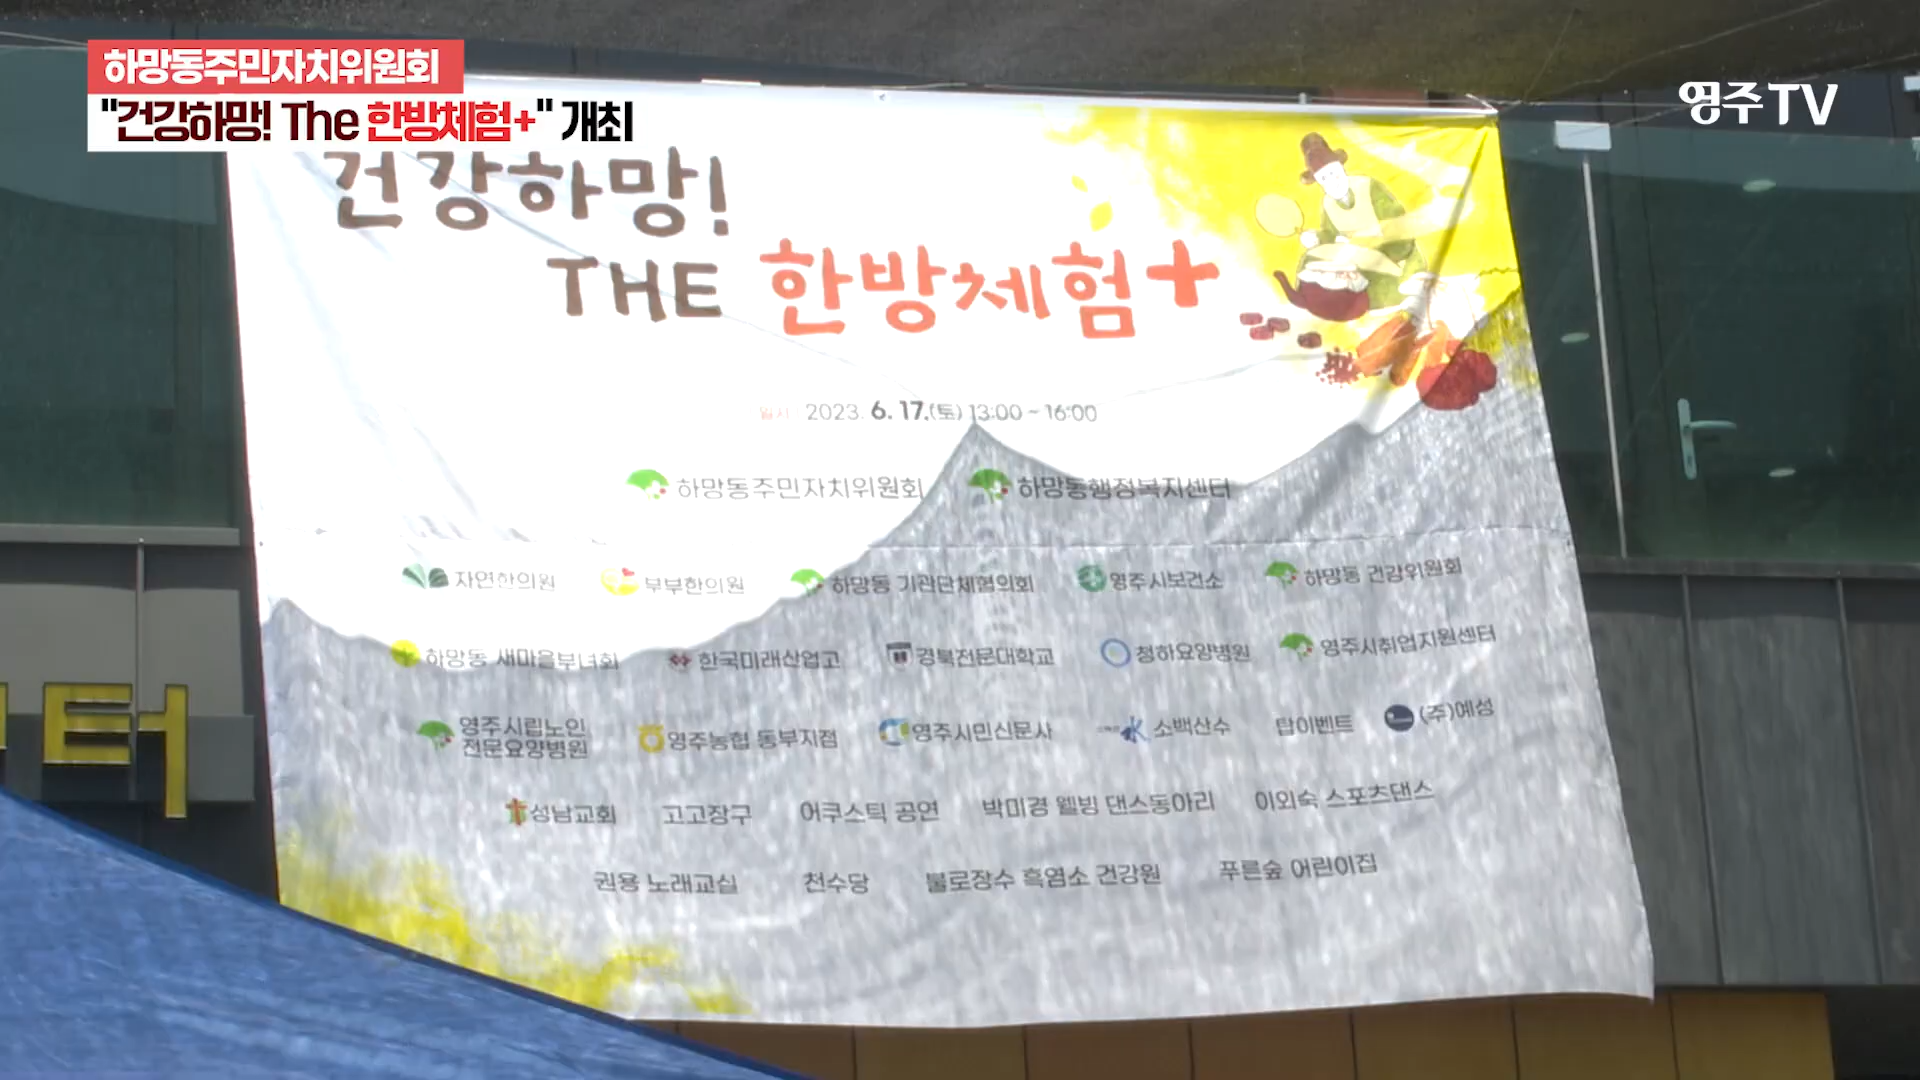 하망동주민자치위원회
"건강하망! The 한방체험+" 개최
영주TV
건강하망!
THE 한방체험+
일시 2023. 6. 17.(토) 13:00 ~ 16:00
하망동주민자치위원회 하망동행정복지센터
자연한의원 부부한의원 하망동 기관단체협의회 영주시보건소 하망동 건강위원회
하망동 새마을부녀회 한국미래산업고 경북전문대학교 청하요양병원 영주시취업지원센터
영주시립노인 전문요양병원 영주농협 동부지점 영주시민신문사 소백산수 탑이벤트 (주)예성
성남교회 고고장구 어쿠스틱 공연 박미경 웰빙 댄스동아리 이외숙 스포츠댄스
권용 노래교실 천수당 불로장수 흑염소 건강원 푸른숲 어린이집
터